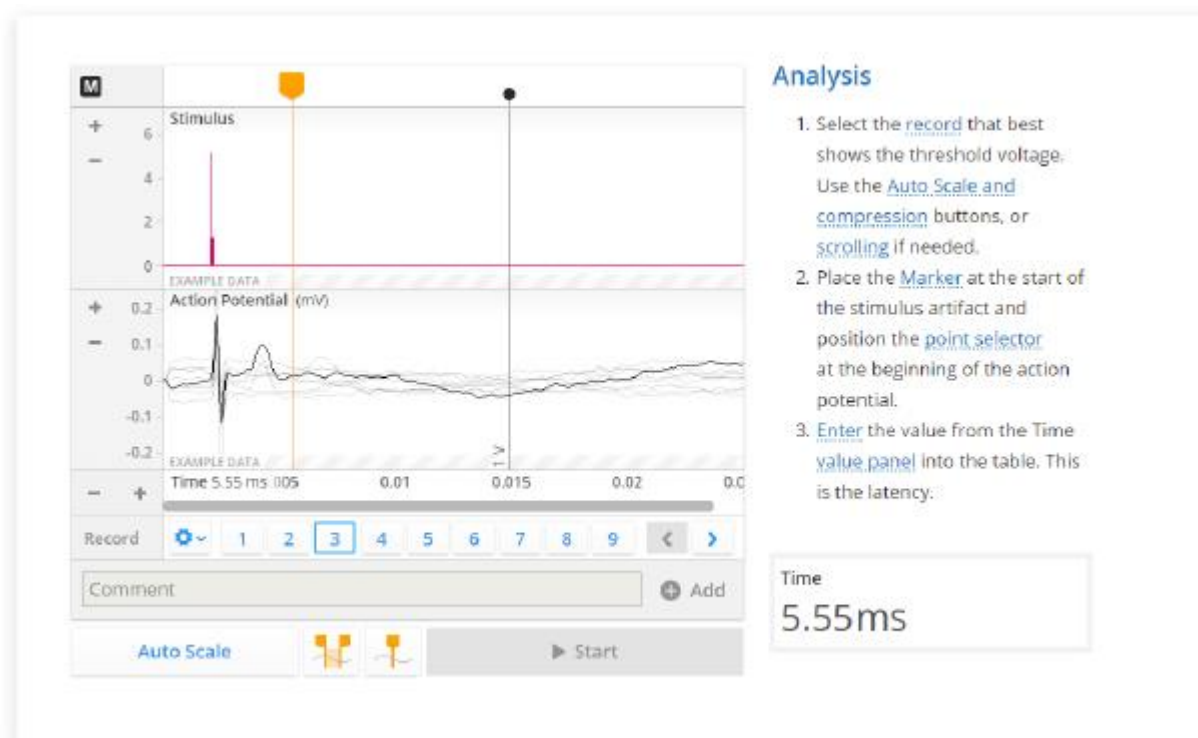 M
Stimulus
6
4
2
0
EXAMPLE DATA
Action Potential (mV)
0.2
0.1
0
-0.1
-0.2
1 V
EXAMPLE DATA
Time 5.55 ms 005 0.01 0.015 0.02 0.0
Record 1 2 3 4 5 6 7 8 9
Comment
Add
Auto Scale
Start
Analysis
1. Select the record that best
shows the threshold voltage.
Use the Auto Scale and
compression buttons, or
scrolling if needed.
2. Place the Marker at the start of
the stimulus artifact and
position the point selector
at the beginning of the action
potential.
3. Enter the value from the Time
value panel into the table. This
is the latency.
Time
5.55ms